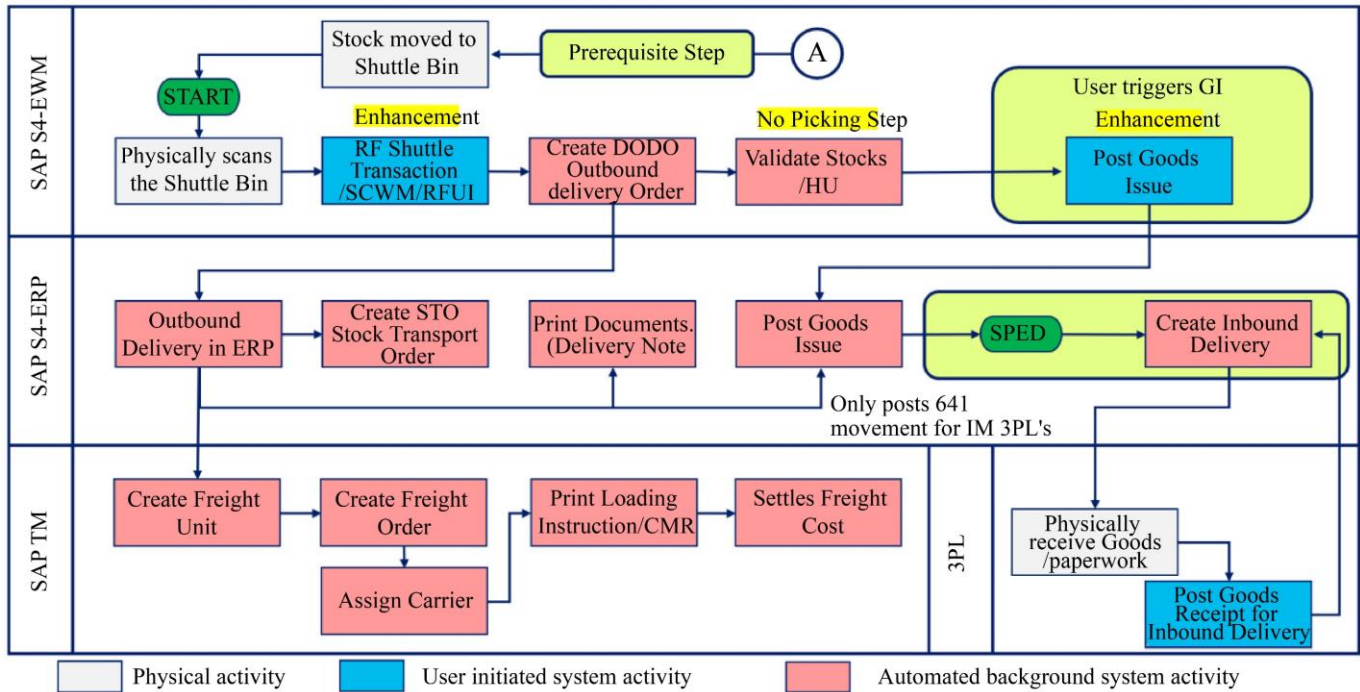 SAP S4-EWM
Stock moved to
Shuttle Bin
Prerequisite Step
A
START
Physically scans
the Shuttle Bin
Enhancement
RF Shuttle
Transaction
/SCWM/RFUI
Create DODO
Outbound
delivery Order
No Picking Step
Validate Stocks
/HU
User triggers GI
Enhancement
Post Goods
Issue
SAP S4-ERP
Outbound
Delivery in ERP
Create STO
Stock Transport
Order
Print Documents.
(Delivery Note
Post Goods
Issue
SPED
Create Inbound
Delivery
Only posts 641
movement for IM 3PL's
SAP TM
Create Freight
Unit
Create Freight
Order
Assign Carrier
Print Loading
Instruction/CMR
Settles Freight
Cost
3PL
Physically
receive Goods
/paperwork
Post Goods
Receipt for
Inbound Delivery
Physical activity
User initiated system activity
Automated background system activity